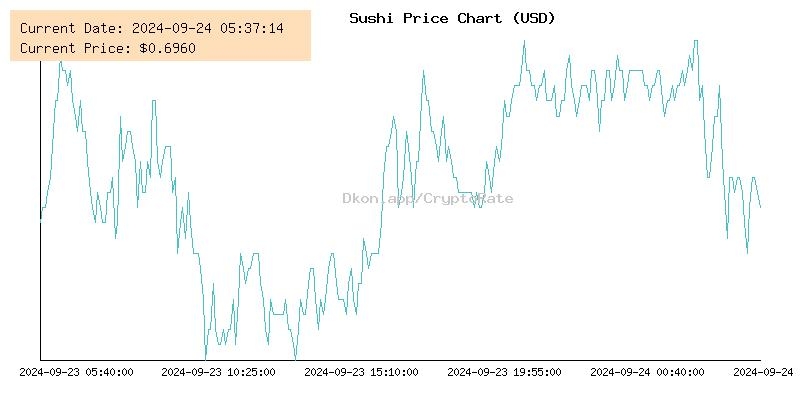 Sushi Price Chart (USD)
Current Date: 2024-09-24 05:37:14
Current Price: $0.6960
Dkon.app/CryptoRate
2024-09-23 05:40:00 2024-09-23 10:25:00 2024-09-23 15:10:00 2024-09-23 19:55:00 2024-09-24 00:40:00 2024-09-24